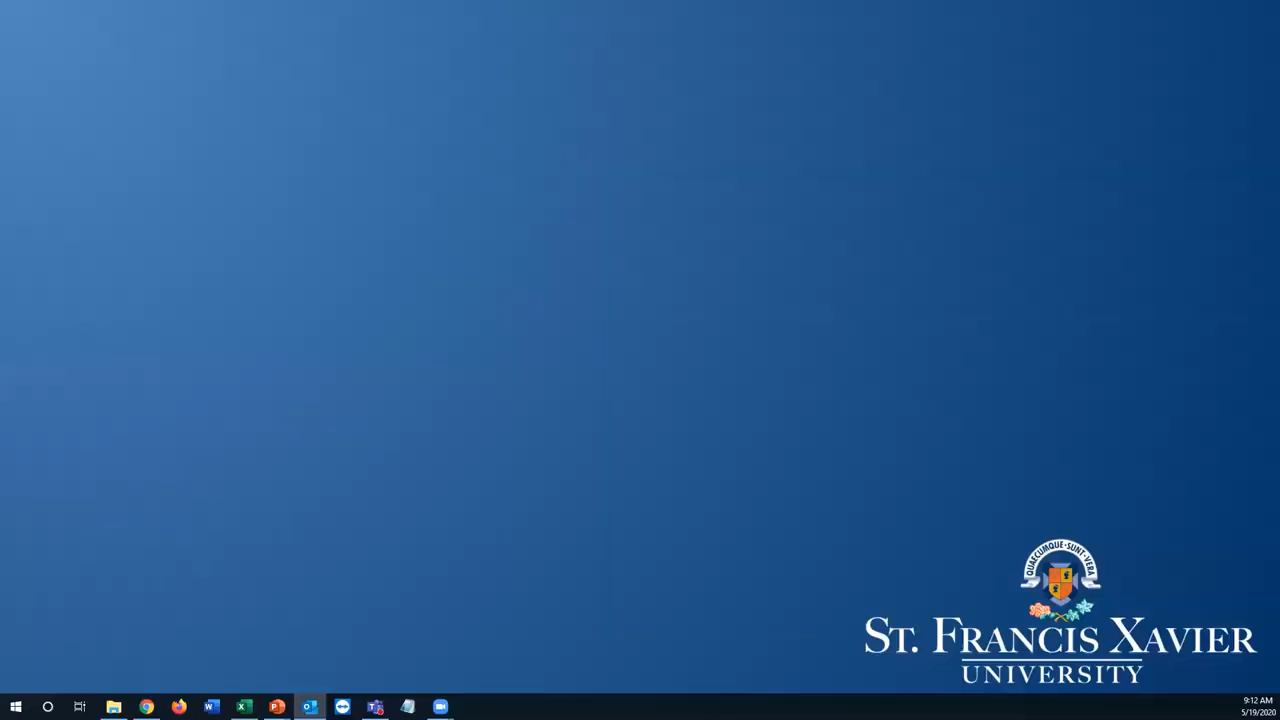 QUAECUMQUE·SUNT·VERA
ST. FRANCIS XAVIER
UNIVERSITY
9:12 AM
5/19/2020